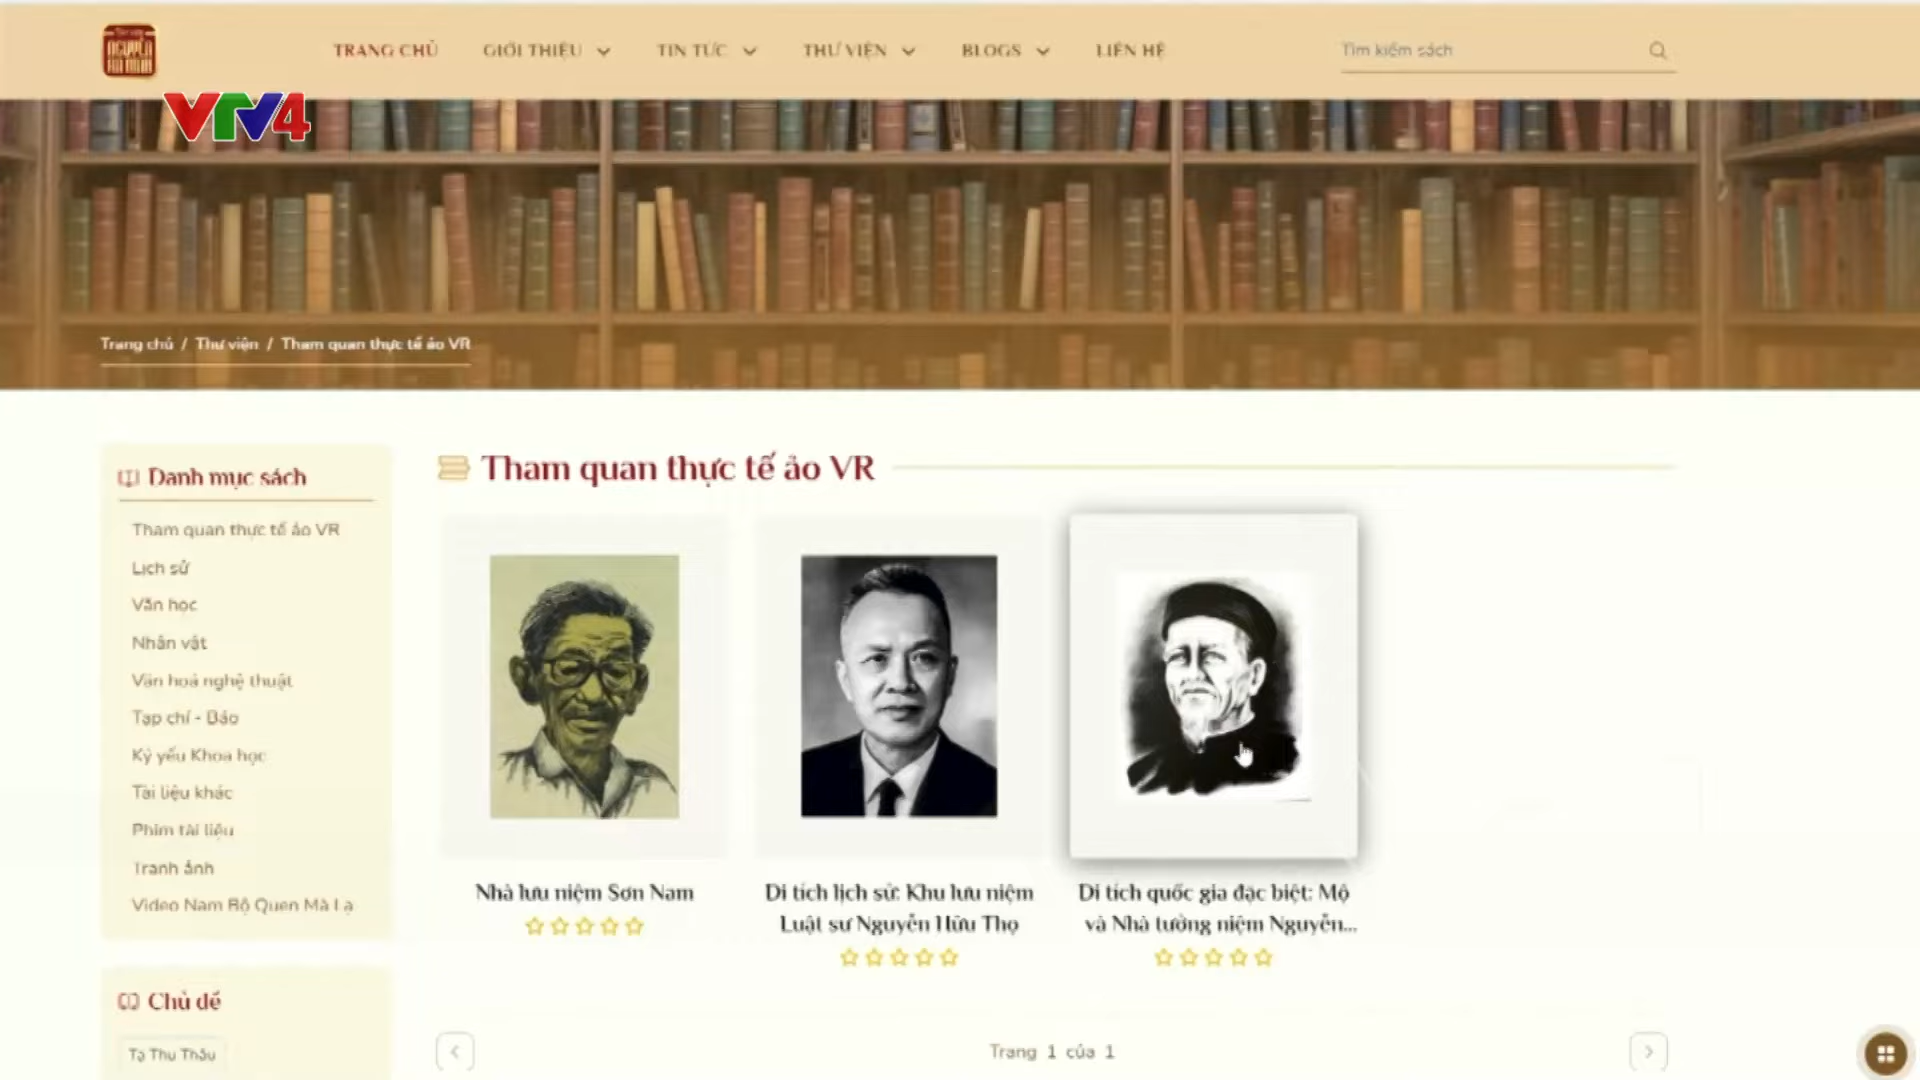 NGUYỄN
AN NINH
TRANG CHỦ
GIỚI THIỆU
TIN TỨC
THƯ VIỆN
BLOGS
LIÊN HỆ
Tìm kiếm sách
VTV4
Trang chủ / Thư viện / Tham quan thực tế ảo VR
Danh mục sách
Tham quan thực tế ảo VR
Lịch sử
Văn học
Nhân vật
Văn hoá nghệ thuật
Tạp chí - Báo
Kỷ yếu Khoa học
Tài liệu khác
Phim tài liệu
Tranh ảnh
Video Nam Bộ Quen Mà Lạ
Chủ đề
Tạ Thu Thâu
Tham quan thực tế ảo VR
Nhà lưu niệm Sơn Nam
Di tích lịch sử: Khu lưu niệm
Luật sư Nguyễn Hữu Thọ
Di tích quốc gia đặc biệt: Mộ
và Nhà tưởng niệm Nguyễn...
Trang 1 của 1